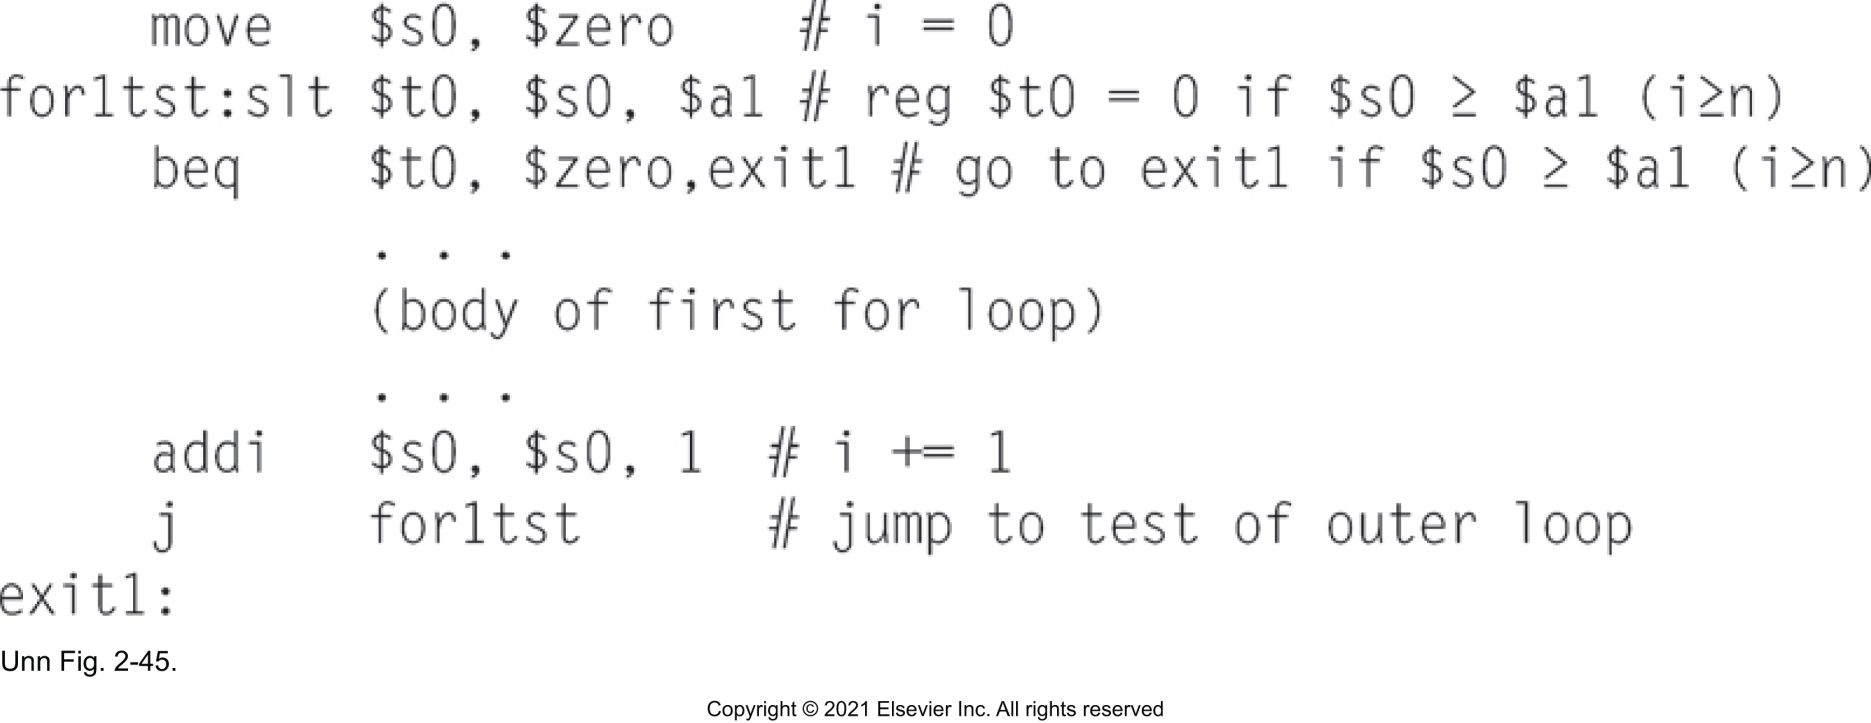 move $s0, $zero # i = 0
for1tst:slt $t0, $s0, $a1 # reg $t0 = 0 if $s0 ≥ $a1 (i≥n)
beq $t0, $zero,exit1 # go to exit1 if $s0 ≥ $a1 (i≥n)
. . .
(body of first for loop)
. . .
addi $s0, $s0, 1 # i += 1
j for1tst # jump to test of outer loop
exit1:
Unn Fig. 2-45.
Copyright © 2021 Elsevier Inc. All rights reserved